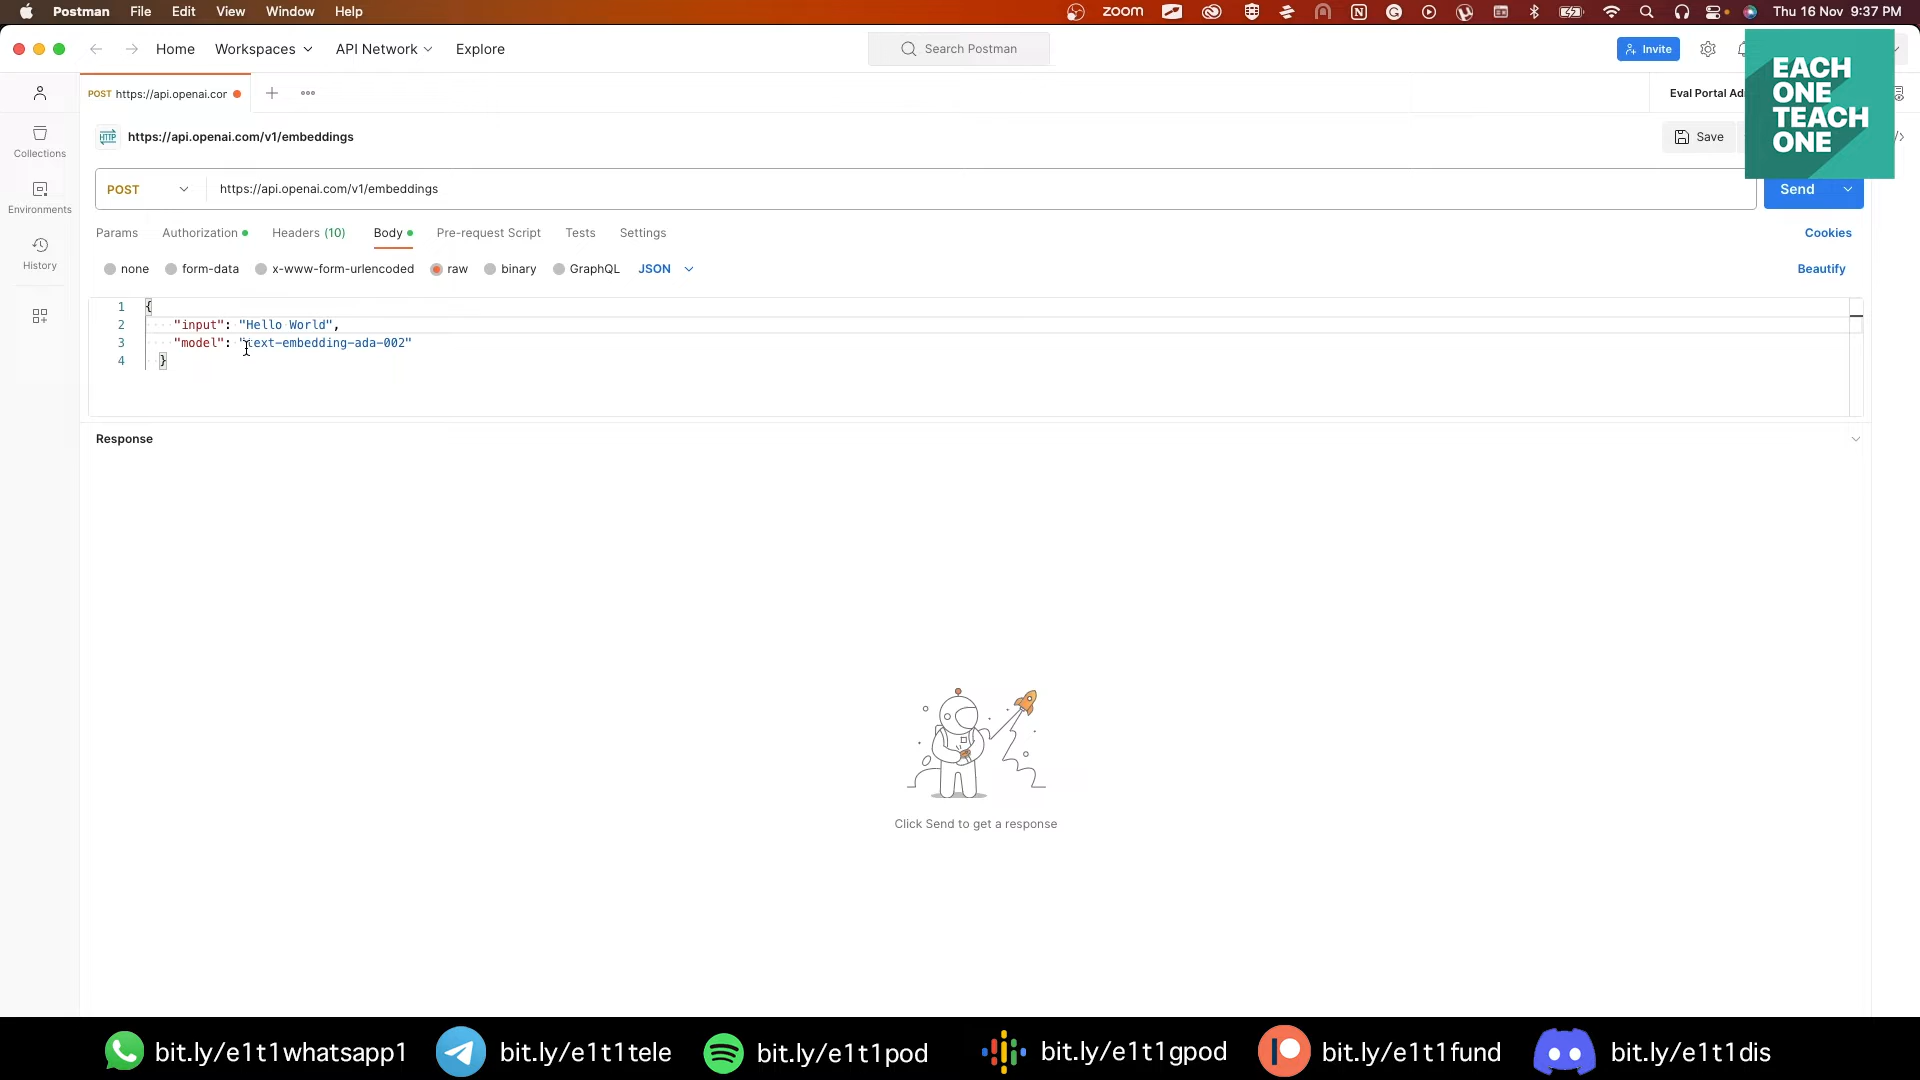 Postman File Edit View Window Help zoom Thu 16 Nov 9:37 PM
Home Workspaces API Network Explore Search Postman Invite
POST https://api.openai.cor Eval Portal Ad
EACH
ONE
TEACH
ONE
Collections
Environments
History
HTTP https://api.openai.com/v1/embeddings Save
POST https://api.openai.com/v1/embeddings Send
Params Authorization Headers (10) Body Pre-request Script Tests Settings Cookies
none form-data x-www-form-urlencoded raw binary GraphQL JSON Beautify
1 {
2 "input": "Hello World",
3 "model": "text-embedding-ada-002"
4 }
Response
Click Send to get a response
bit.ly/e1t1whatsapp1 bit.ly/e1t1tele bit.ly/e1t1pod bit.ly/e1t1gpod bit.ly/e1t1fund bit.ly/e1t1dis